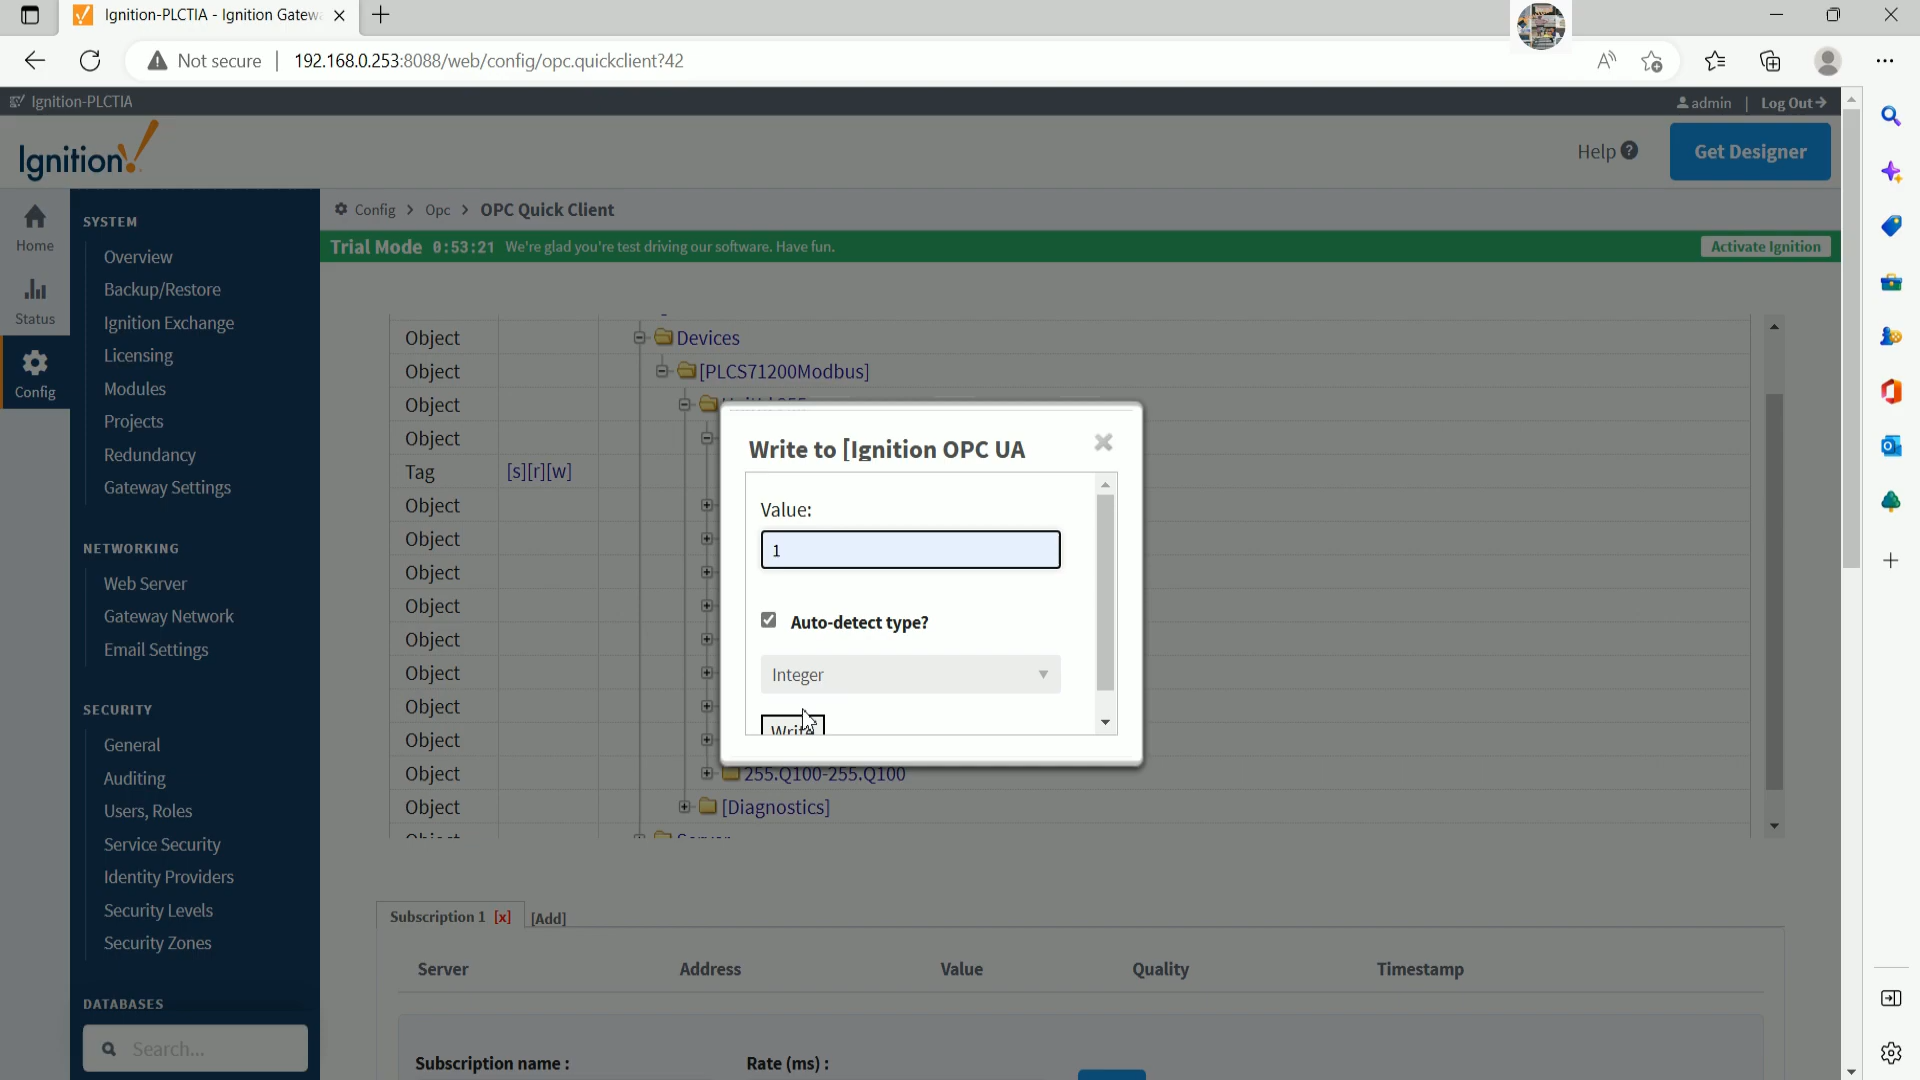 Ignition-PLCTIA - Ignition Gatew
Not secure
192.168.0.253:8088/web/config/opc.quickclient?42
Ignition-PLCTIA
admin | Log Out
Ignition!
Help ?
Get Designer
Home
Status
Config
SYSTEM
Overview
Backup/Restore
Ignition Exchange
Licensing
Modules
Projects
Redundancy
Gateway Settings
NETWORKING
Web Server
Gateway Network
Email Settings
SECURITY
General
Auditing
Users, Roles
Service Security
Identity Providers
Security Levels
Security Zones
DATABASES
Search...
Config > Opc > OPC Quick Client
Trial Mode 0:53:21 We're glad you're test driving our software. Have fun.
Activate Ignition
Object Devices
Object [PLCS71200Modbus]
Object
Object
Tag [s][r][w]
Object
Object
Object
Object
Object
Object
Object
Object
Object 255.Q100-255.Q100
Object [Diagnostics]
Object Server
Write to [Ignition OPC UA
Value:
1
Auto-detect type?
Integer
Write
Subscription 1 [x] [Add]
Server Address Value Quality Timestamp
Subscription name : Rate (ms) :